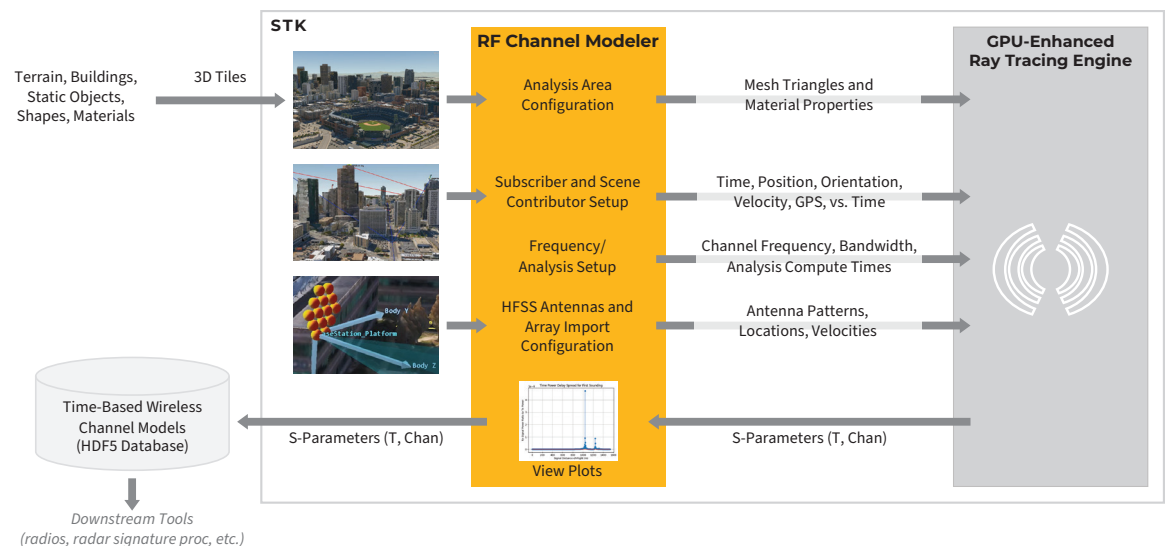 STK
RF Channel Modeler
GPU-Enhanced
Ray Tracing Engine
Terrain, Buildings,
Static Objects,
Shapes, Materials
3D Tiles
Analysis Area
Configuration
Mesh Triangles and
Material Properties
Subscriber and Scene
Contributor Setup
Time, Position, Orientation,
Velocity, GPS, vs. Time
Frequency/
Analysis Setup
Channel Frequency, Bandwidth,
Analysis Compute Times
Body Y
Station_Platform
Body Z
HFSS Antennas and
Array Import
Configuration
Antenna Patterns,
Locations, Velocities
Time-Based Wireless
Channel Models
(HDF5 Database)
S-Parameters (T, Chan)
View Plots
S-Parameters (T, Chan)
Downstream Tools
(radios, radar signature proc, etc.)